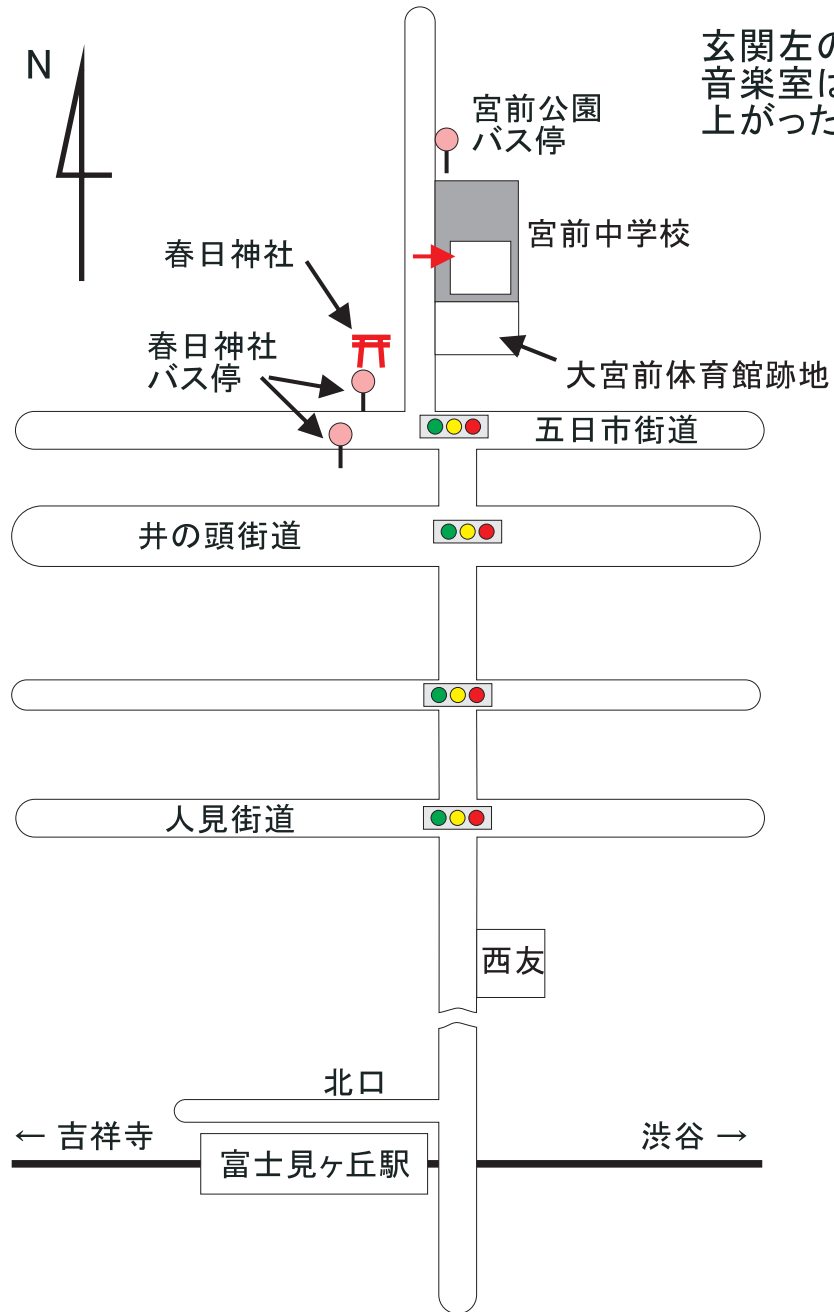 N
玄関左の
音楽室は
上がった
宮前公園
バス停
宮前中学校
春日神社
春日神社
バス停
大宮前体育館跡地
五日市街道
井の頭街道
人見街道
西友
北口
← 吉祥寺
渋谷 →
富士見ヶ丘駅